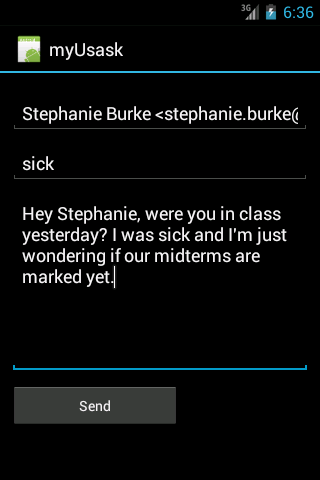 3G 6:36
myUsask
Stephanie Burke <stephanie.burke@
sick
Hey Stephanie, were you in class
yesterday? I was sick and I'm just
wondering if our midterms are
marked yet.
Send